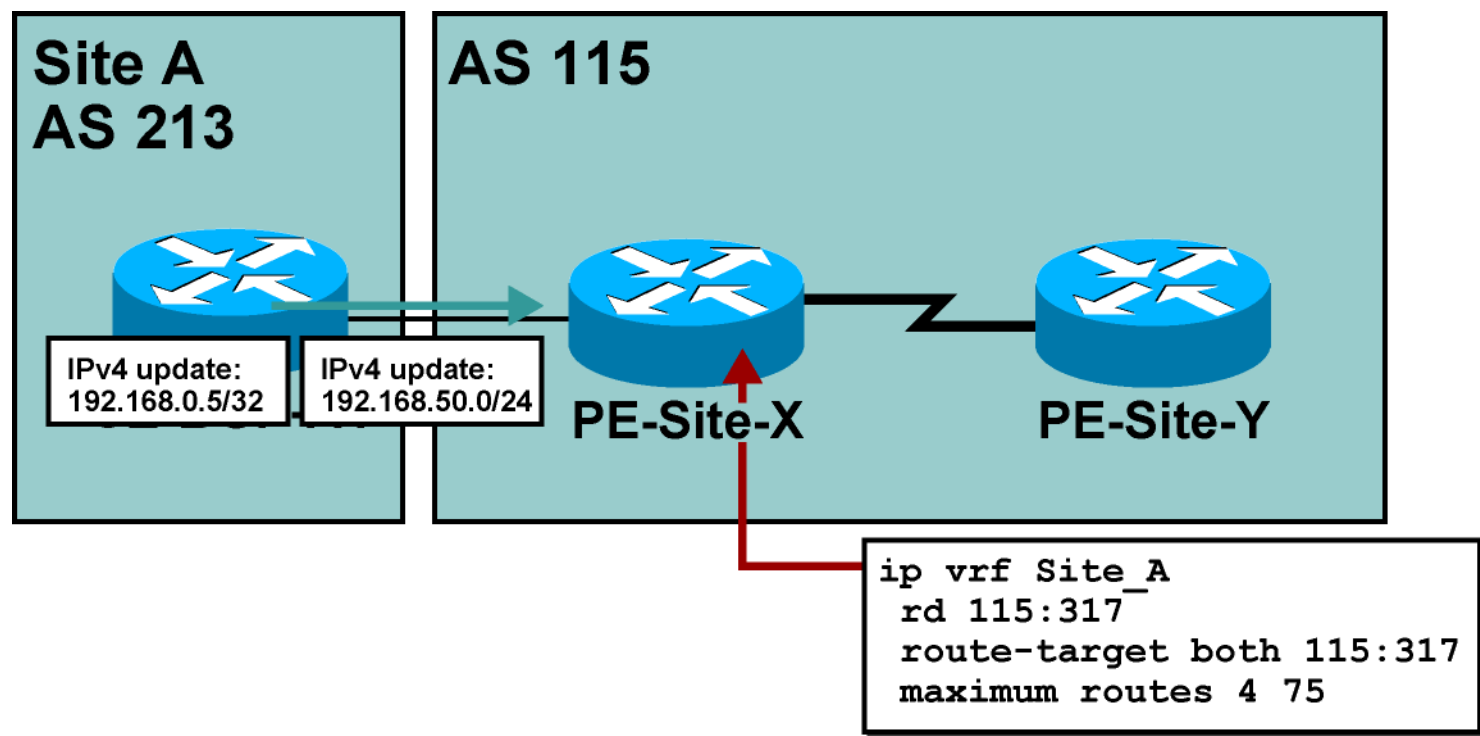 Site A
AS 213
AS 115
IPv4 update:
192.168.0.5/32
IPv4 update:
192.168.50.0/24
PE-Site-X
PE-Site-Y
ip vrf Site_A
rd 115:317
route-target both 115:317
maximum routes 4 75